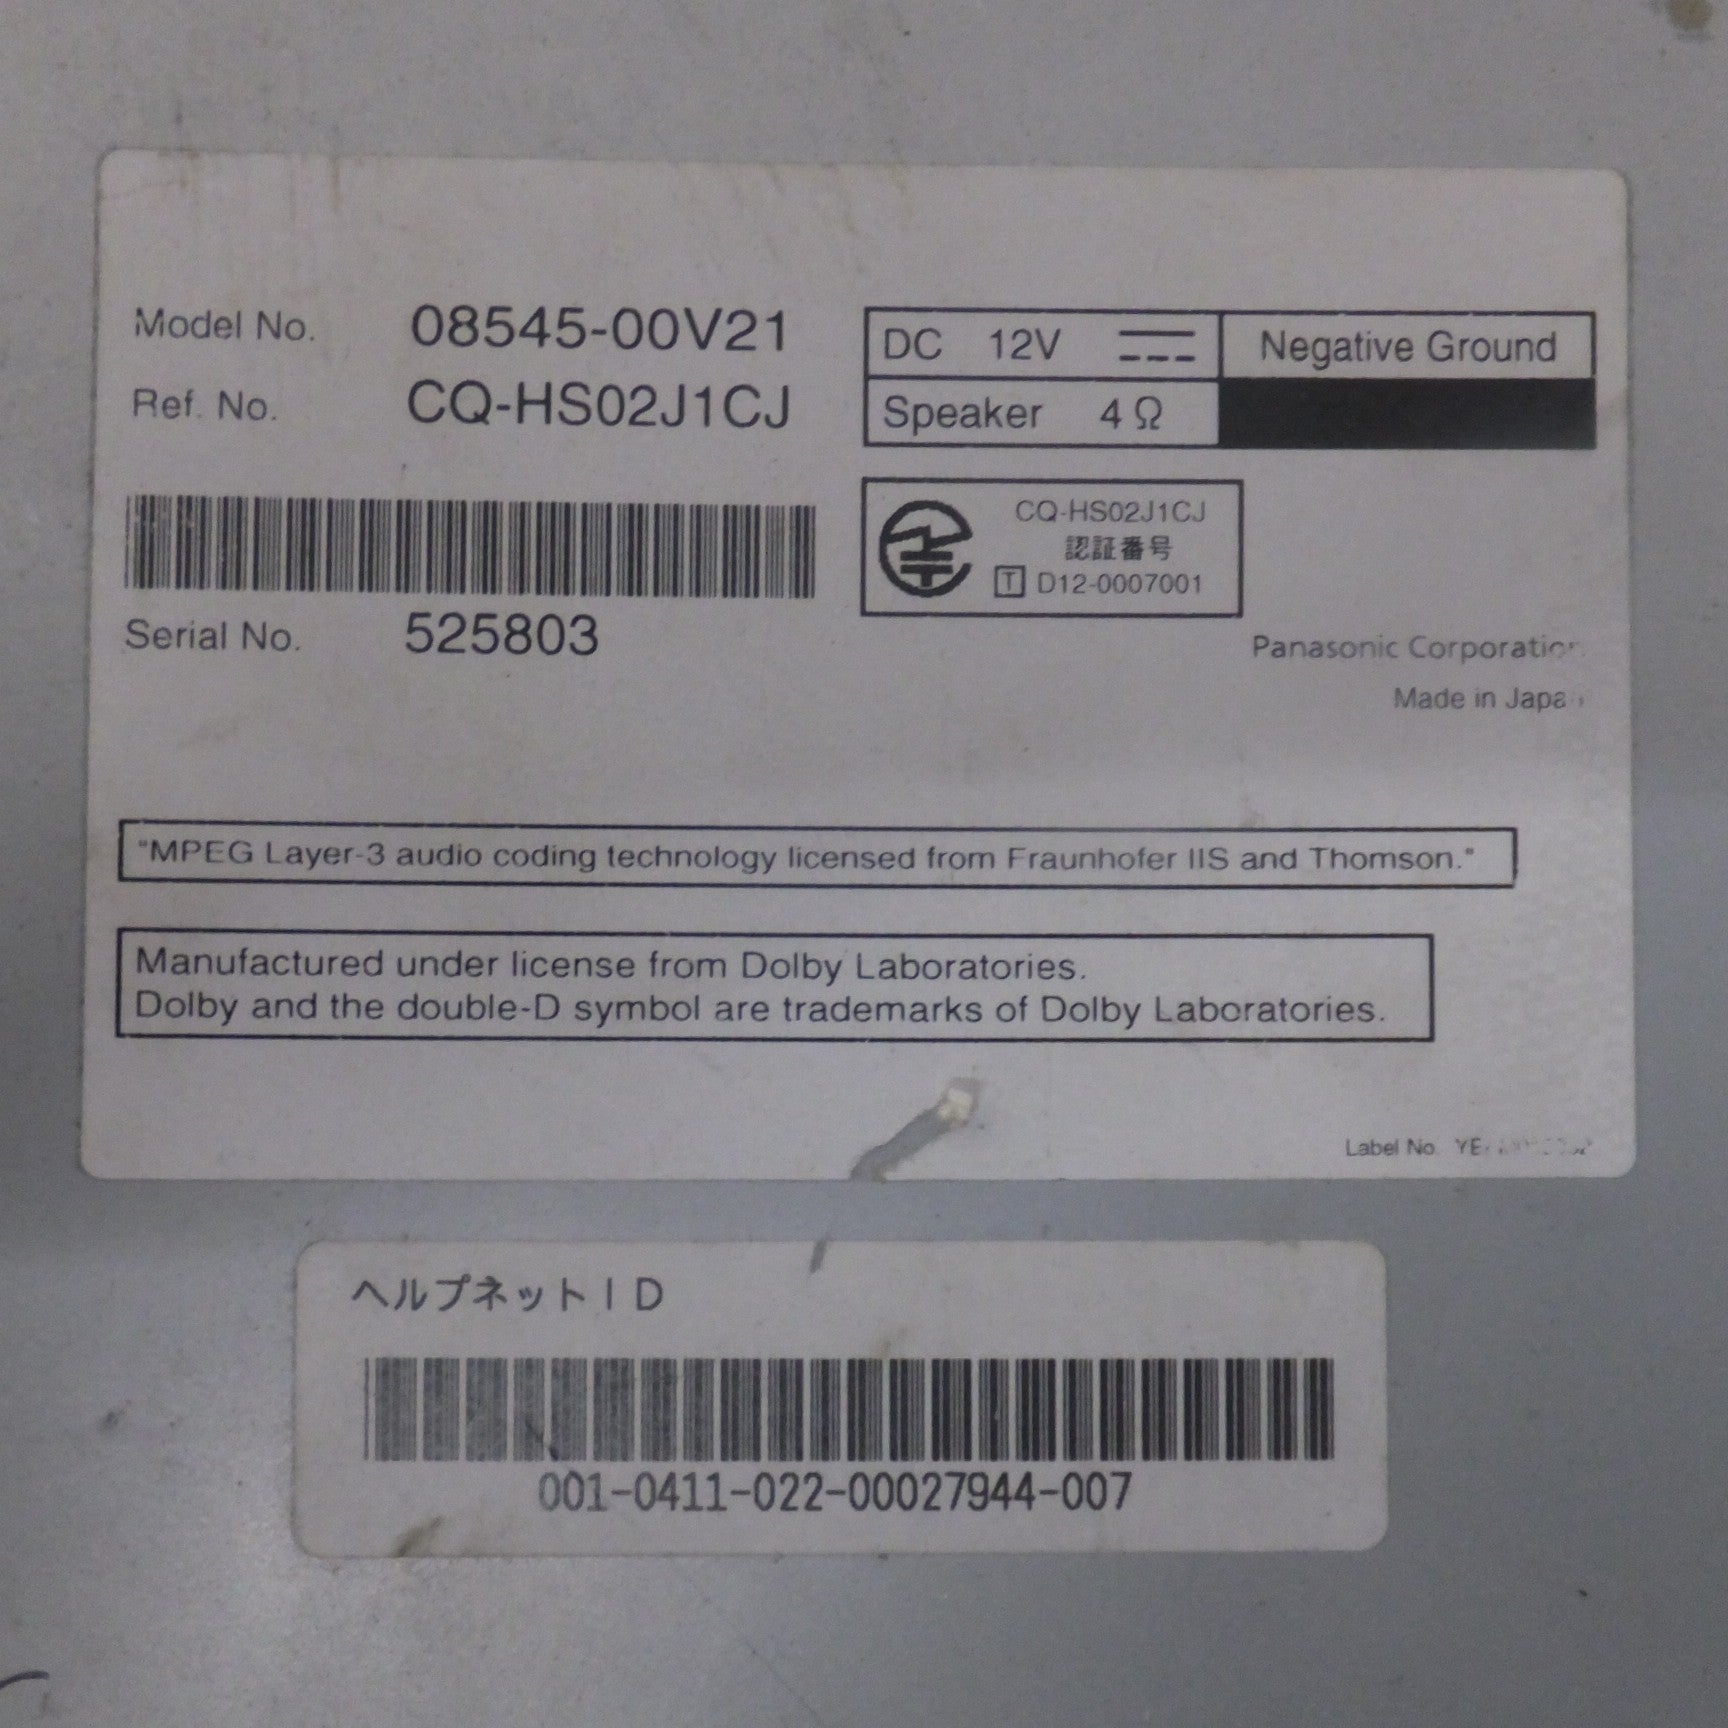 Model No. 08545-00V21
Ref. No. CQ-HS02J1CJ
DC 12V Negative Ground
Speaker 4Ω
CQ-HS02J1CJ
認証番号
T D12-0007001
Serial No. 525803
Panasonic Corporation
Made in Japan
"MPEG Layer-3 audio coding technology licensed from Fraunhofer IIS and Thomson."
Manufactured under license from Dolby Laboratories.
Dolby and the double-D symbol are trademarks of Dolby Laboratories.
Label No.
ヘルプネットID
001-0411-022-00027944-007